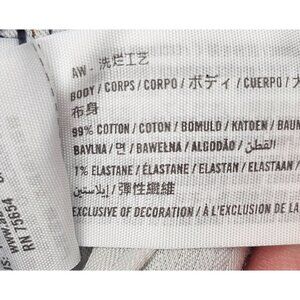 AW - 洗烂工艺
BODY / CORPS / CORPO / ボディ / CUERPO /
布身
99% COTTON / COTON / BOMULD / KATOEN / BAUM
BAVLNA / 면 / BAWEŁNA / ALGODÃO / القطن /
1% ELASTANE / ÉLASTANE / ELASTAN / ELASTAAN /
إيلاستين / 彈性纖維
EXCLUSIVE OF DECORATION / À L'EXCLUSION DE LA
RN 75654